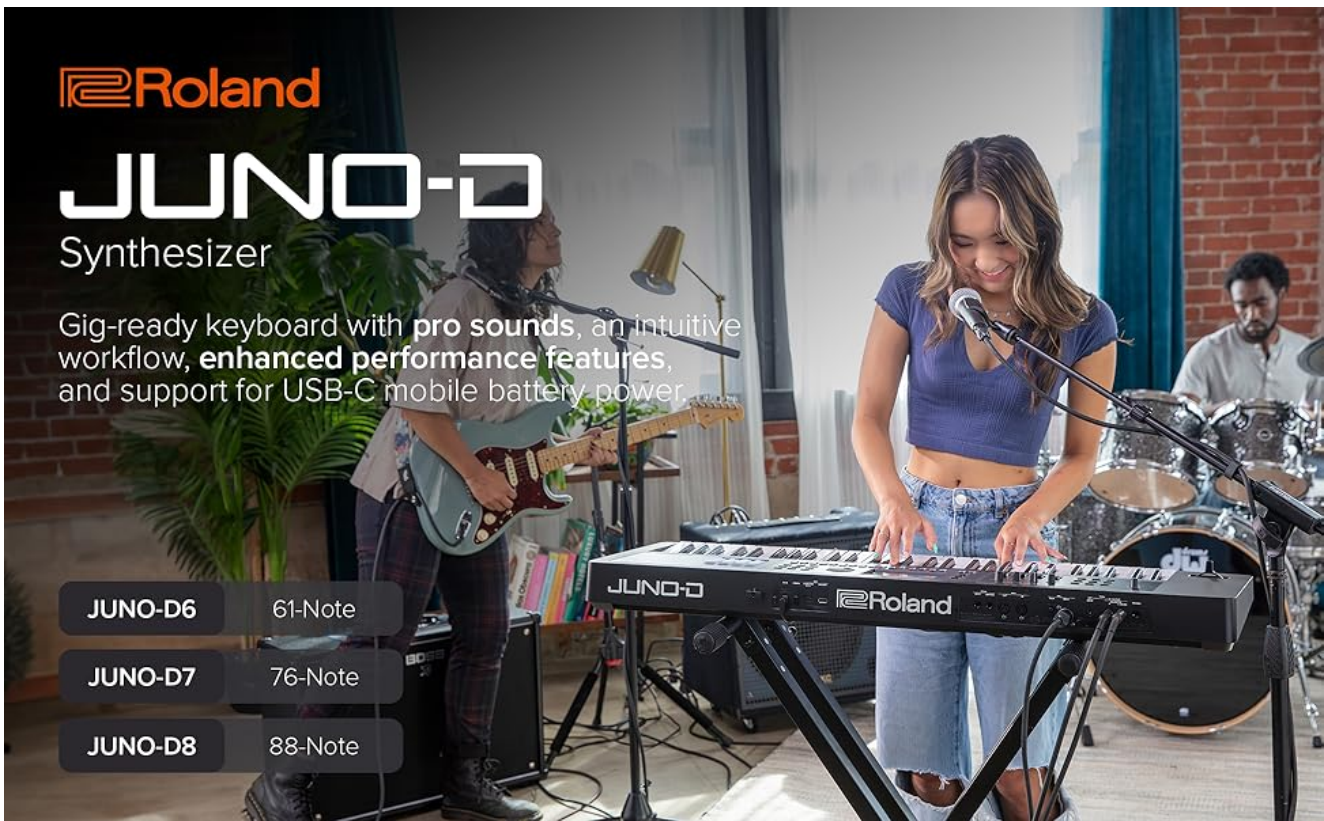 Roland
JUNO-D
Synthesizer
Gig-ready keyboard with pro sounds, an intuitive
workflow, enhanced performance features,
and support for USB-C mobile battery power.
JUNO-D6 61-Note
JUNO-D7 76-Note
JUNO-D8 88-Note
BOSS
JUNO-D
Roland
dw